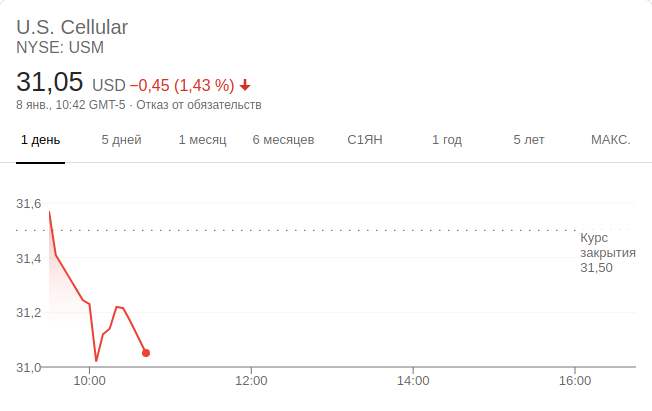 U.S. Cellular
NYSE: USM
31,05 USD −0,45 (1,43 %)
8 янв., 10:42 GMT-5 · Отказ от обязательств
1 день 5 дней 1 месяц 6 месяцев С1ЯН 1 год 5 лет МАКС.
31,6
Курс
31,4 закрытия
31,50
31,2
31,0
10:00 12:00 14:00 16:00